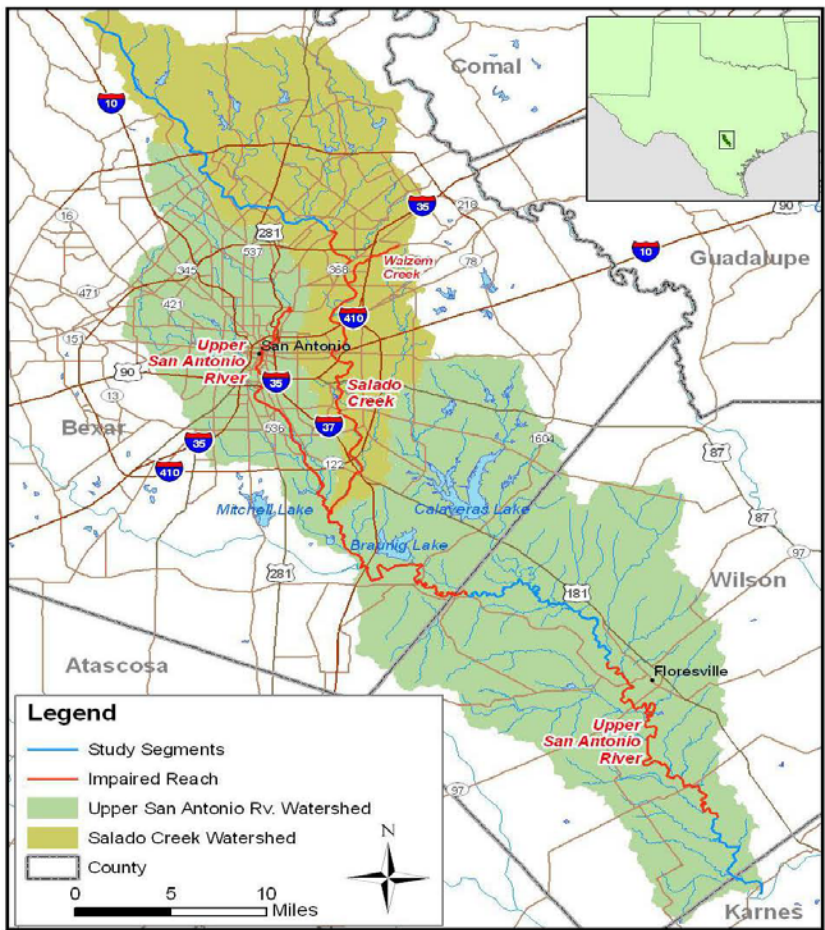 Comal
10
90
281
35
218
16
537
10
Guadalupe
Walzem
Creek
345
368
78
471
421
410
151
Upper
San Antonio
River
San Antonio
90
35
Salado
Creek
13
Bexar
536
37
35
1604
87
410
122
Mitchell Lake
Calaveras Lake
87
Braunig Lake
97
281
181
Wilson
Atascosa
Floresville
Upper
San Antonio
River
97
Karnes
Legend
Study Segments
Impaired Reach
Upper San Antonio Rv. Watershed
Salado Creek Watershed
County
N
0 5 10
Miles